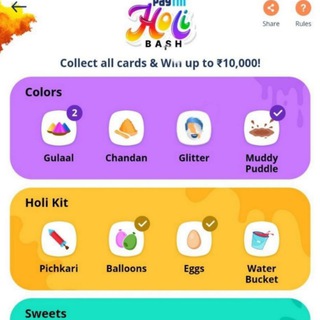 Paytm
Holi
BASH
Share
Rules
Collect all cards & Win up to ₹10,000!
Colors
2
Gulaal
Chandan
Glitter
Muddy
Puddle
Holi Kit
Pichkari
Balloons
Eggs
Water
Bucket
Sweets